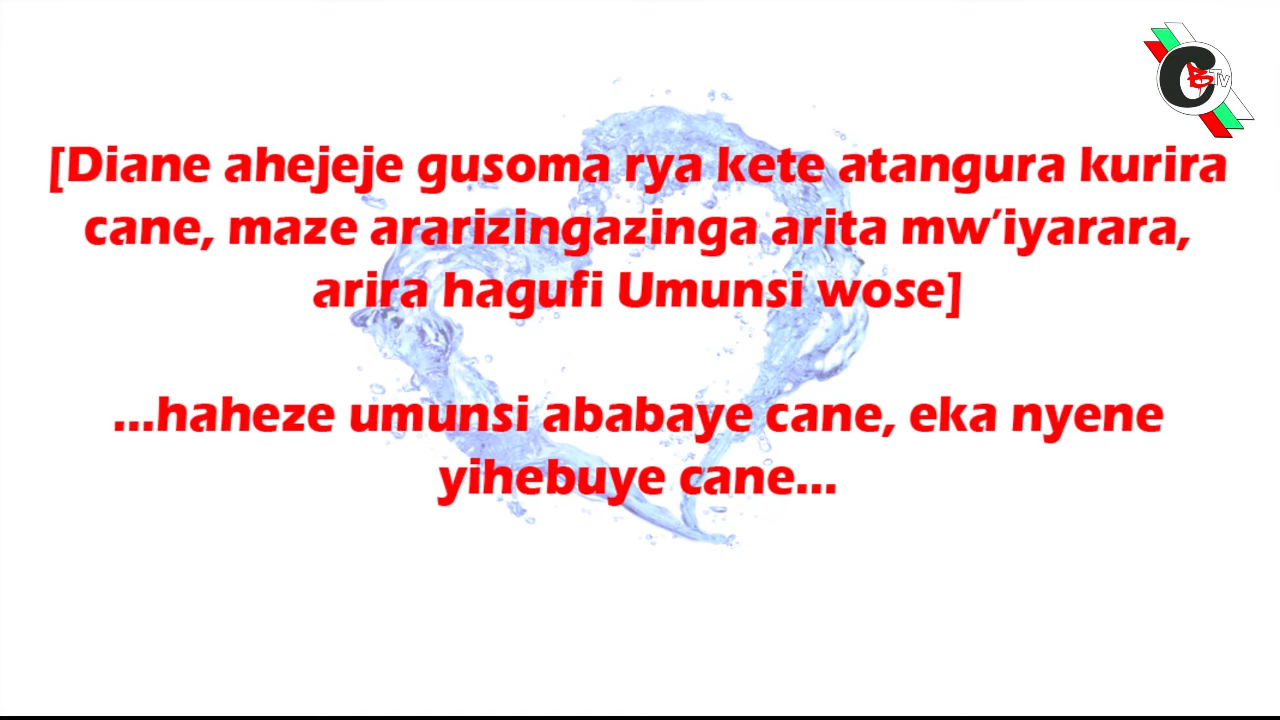 CBTv
[Diane ahejeje gusoma rya kete atangura kurira
cane, maze ararizingazinga arita mw'iyarara,
arira hagufi Umunsi wose]
...haheze umunsi ababaye cane, eka nyene
yihebuye cane...